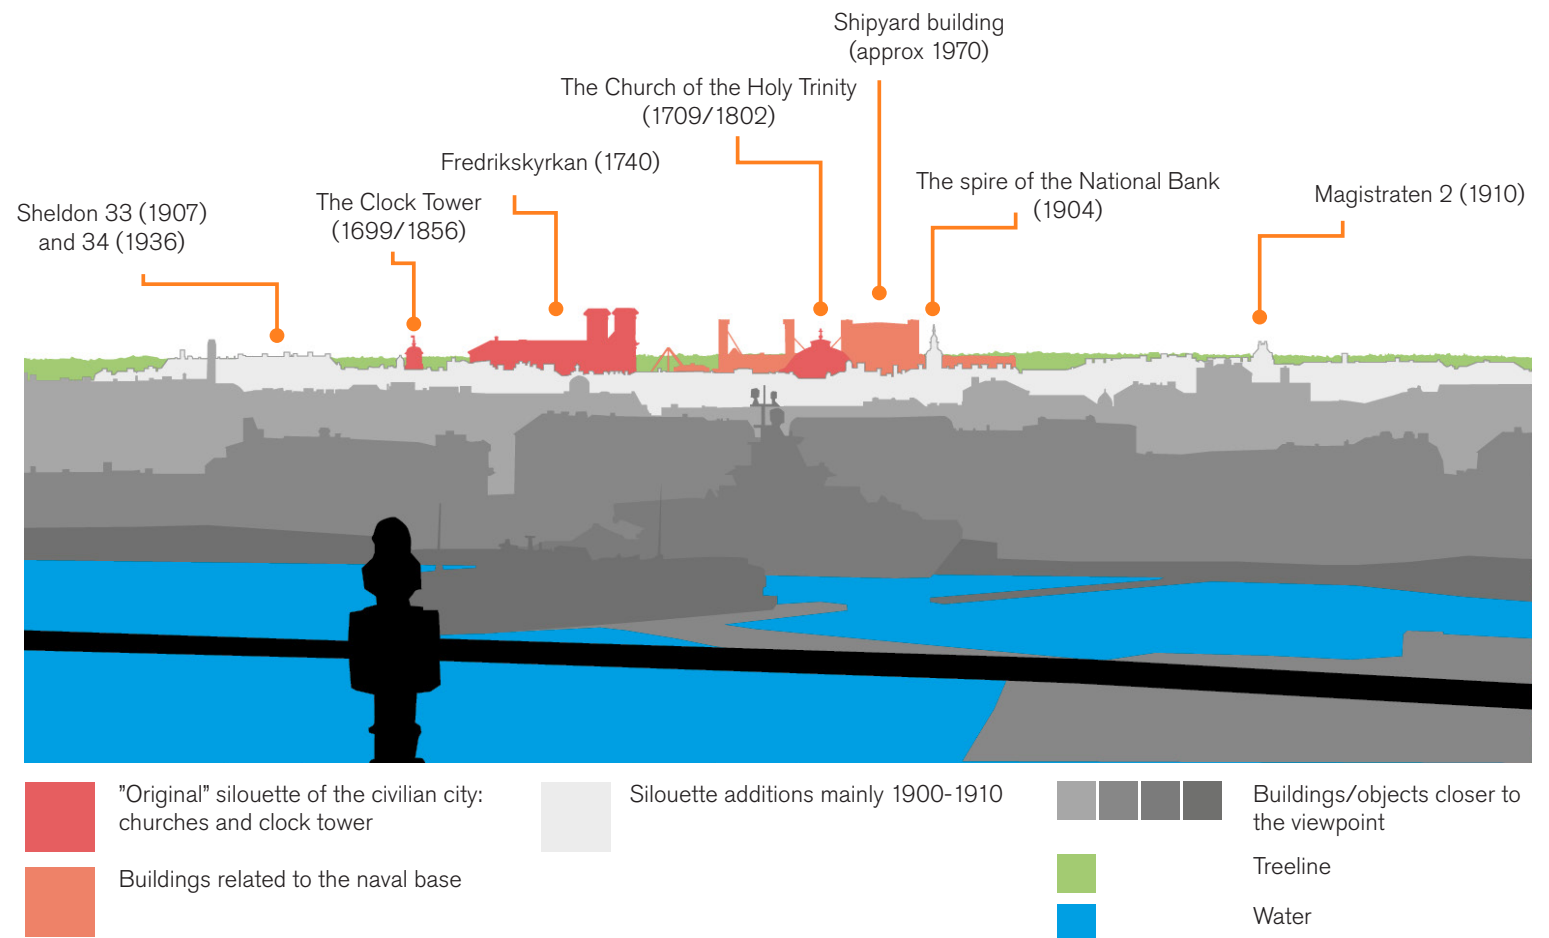 Shipyard building
(approx 1970)
The Church of the Holy Trinity
(1709/1802)
Fredrikskyrkan (1740)
The spire of the National Bank
(1904)
Magistraten 2 (1910)
The Clock Tower
(1699/1856)
Sheldon 33 (1907)
and 34 (1936)
"Original" silouette of the civilian city:
churches and clock tower
Buildings related to the naval base
Silouette additions mainly 1900-1910
Buildings/objects closer to
the viewpoint
Treeline
Water